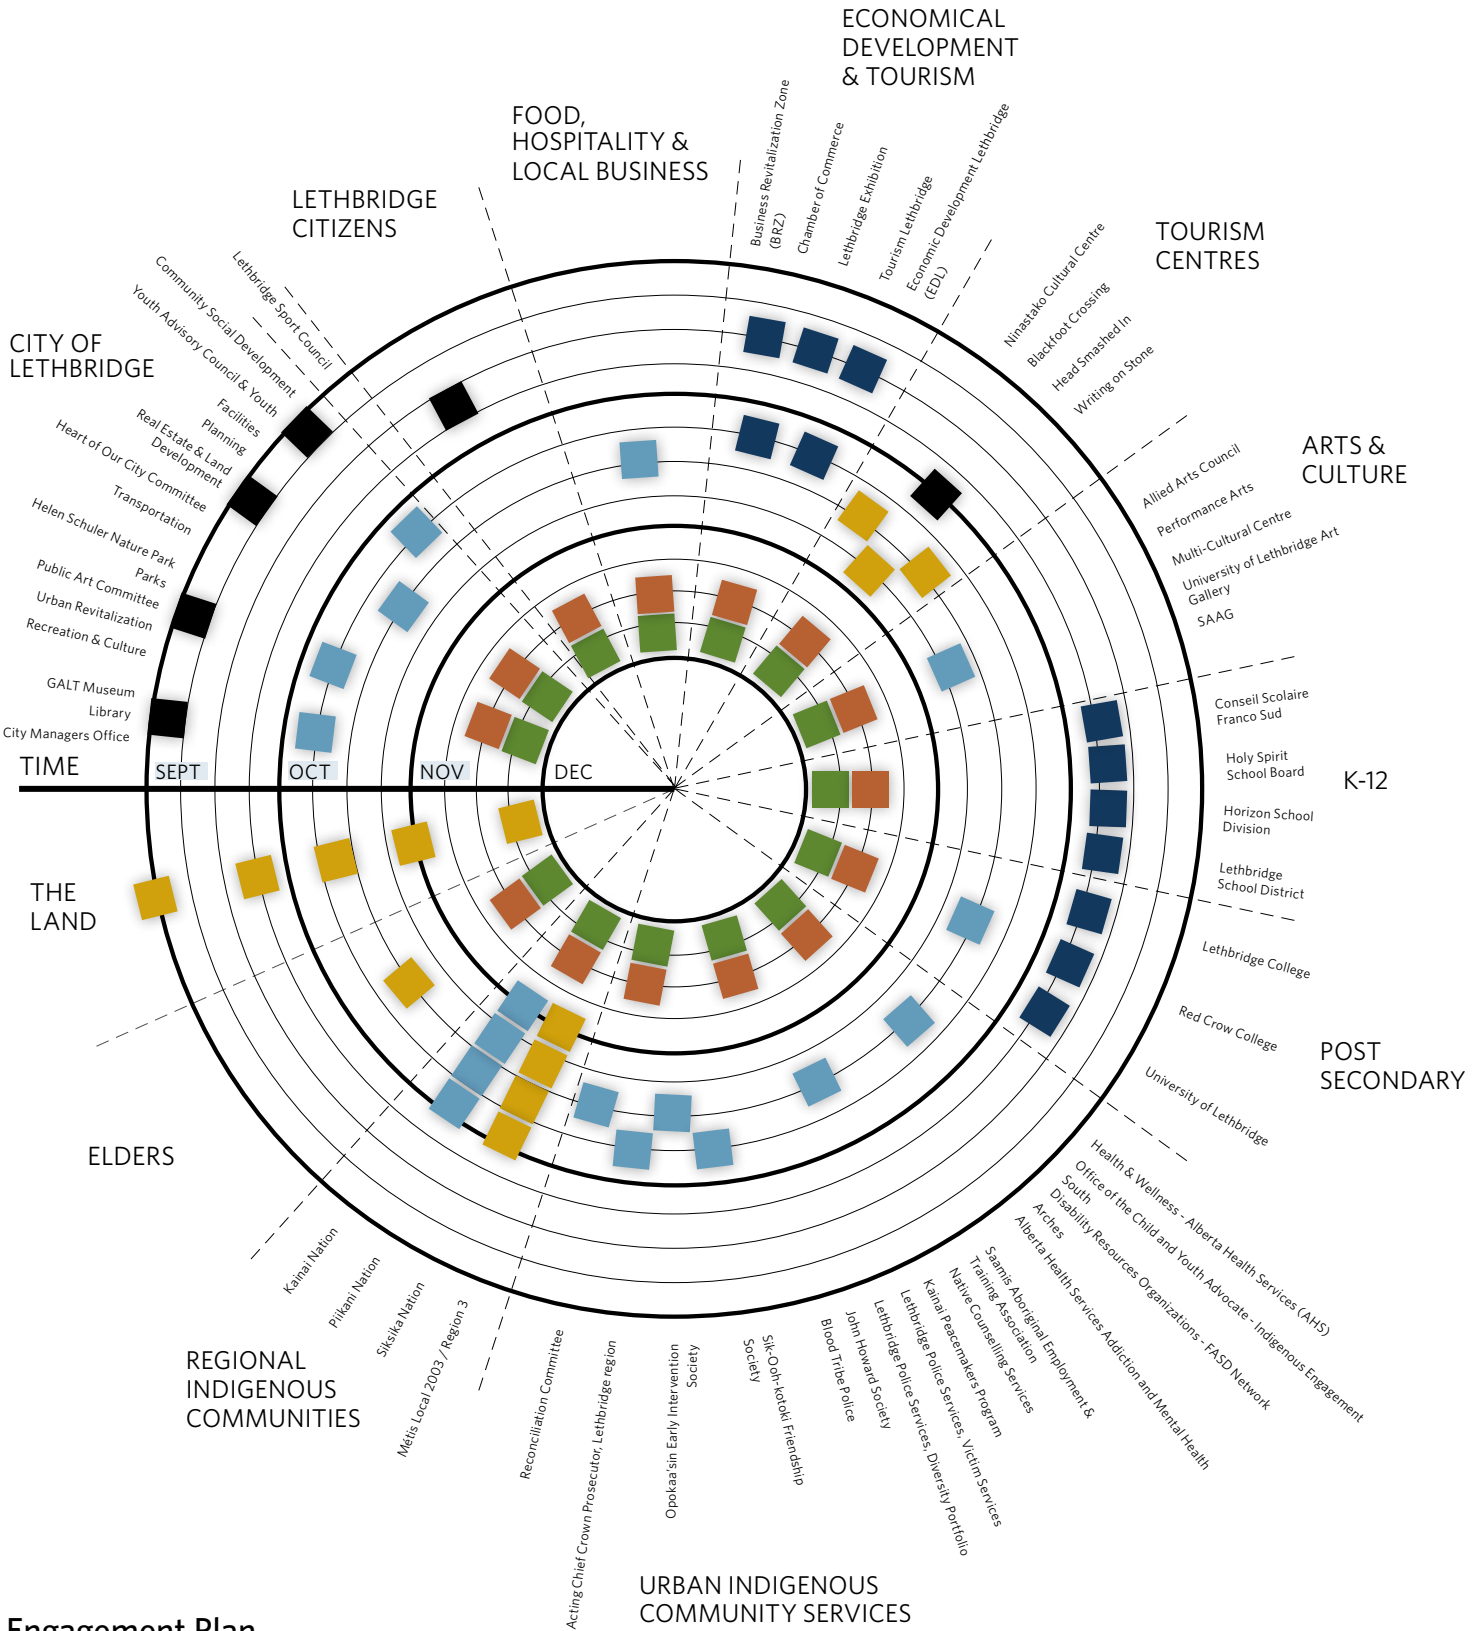 ECONOMICAL
DEVELOPMENT
& TOURISM
FOOD,
HOSPITALITY &
LOCAL BUSINESS
LETHBRIDGE
CITIZENS
CITY OF
LETHBRIDGE
Business Revitalization Zone
(BRZ)
Chamber of Commerce
Lethbridge Exhibition
Tourism Lethbridge
Economic Development Lethbridge
(EDL)
TOURISM
CENTRES
Ninastako Cultural Centre
Blackfoot Crossing
Head Smashed In
Writing on Stone
ARTS &
CULTURE
Allied Arts Council
Performance Arts
Multi-Cultural Centre
University of Lethbridge Art
Gallery
SAAG
Conseil Scolaire
Franco Sud
Holy Spirit
School Board
Horizon School
Division
Lethbridge
School District
K-12
Lethbridge College
Red Crow College
University of Lethbridge
POST
SECONDARY
Health & Wellness - Alberta Health Services (AHS)
Office of the Child and Youth Advocate - Indigenous Engagement
South
Disability Resources Organizations - FASD Network
Arches
Alberta Health Services Addiction and Mental Health
Saamis Aboriginal Employment &
Training Association
Native Counselling Services
Kainai Peacemakers Program
Lethbridge Police Services, Victim Services
Lethbridge Police Services, Diversity Portfolio
John Howard Society
Blood Tribe Police
Sik-Ooh-kotoki Friendship
Society
Opokaa'sin Early Intervention
Society
Acting Chief Crown Prosecutor, Lethbridge region
Reconciliation Committee
URBAN INDIGENOUS
COMMUNITY SERVICES
Métis Local 2003 / Region 3
Siksika Nation
Piikani Nation
Kainai Nation
REGIONAL
INDIGENOUS
COMMUNITIES
ELDERS
THE
LAND
TIME
SEPT
OCT
NOV
DEC
City Managers Office
Library
GALT Museum
Recreation & Culture
Urban Revitalization
Public Art Committee
Parks
Helen Schuler Nature Park
Transportation
Heart of Our City Committee
Real Estate & Land
Development
Planning
Facilities
Youth Advisory Council & Youth
Community Social Development
Lethbridge Sport Council
Engagement Plan